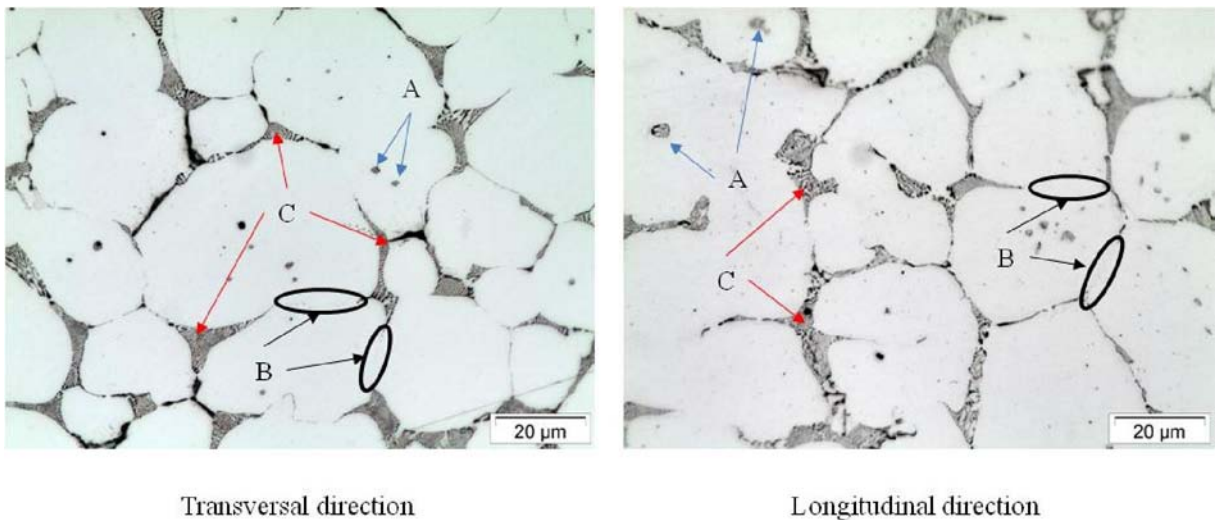 A
C
B
B
20 µm
A
C
B
20 µm
Transversal direction
Longitudinal direction